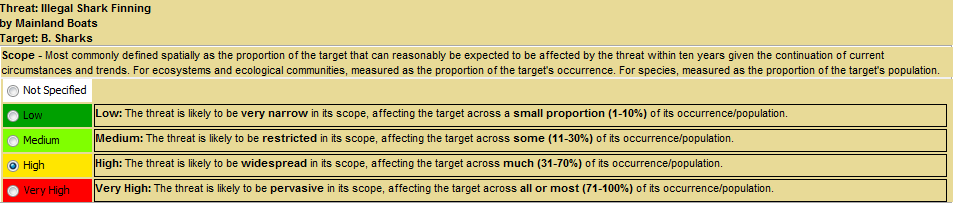 Threat: Illegal Shark Finning
by Mainland Boats
Target: B. Sharks
Scope - Most commonly defined spatially as the proportion of the target that can reasonably be expected to be affected by the threat within ten years given the continuation of current
circumstances and trends. For ecosystems and ecological communities, measured as the proportion of the target's occurrence. For species, measured as the proportion of the target's population.
Not Specified
Low Low: The threat is likely to be very narrow in its scope, affecting the target across a small proportion (1-10%) of its occurrence/population.
Medium Medium: The threat is likely to be restricted in its scope, affecting the target across some (11-30%) of its occurrence/population.
High High: The threat is likely to be widespread in its scope, affecting the target across much (31-70%) of its occurrence/population.
Very High Very High: The threat is likely to be pervasive in its scope, affecting the target across all or most (71-100%) of its occurrence/population.